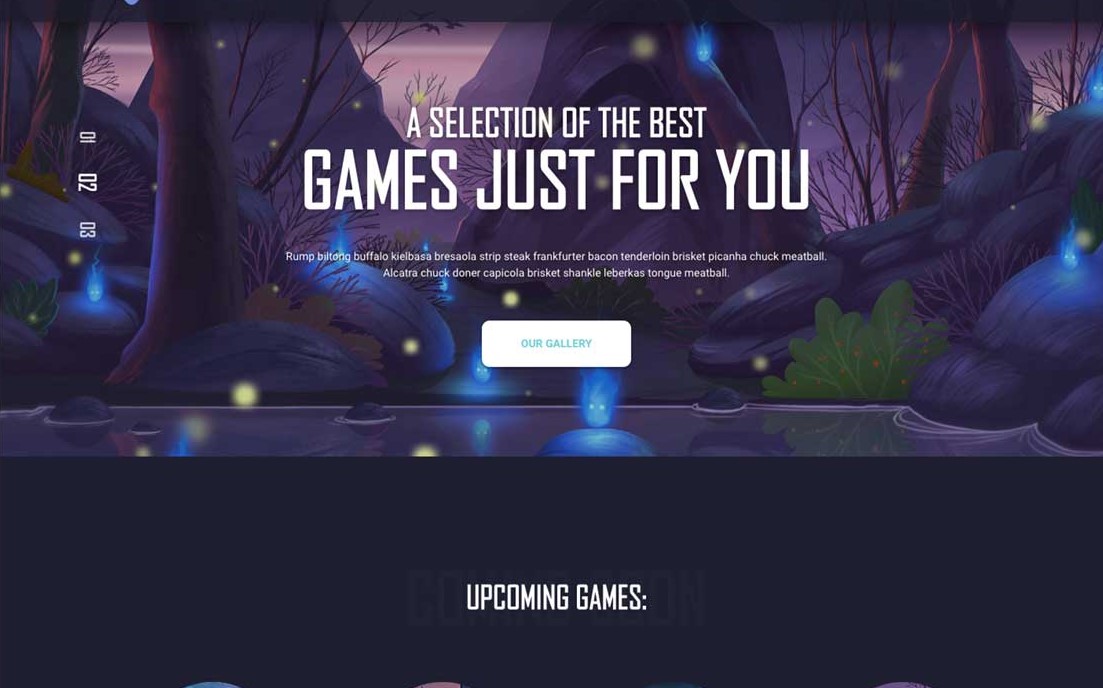 A SELECTION OF THE BEST
GAMES JUST FOR YOU
01
02
03
Rump biltong buffalo kielbasa bresaola strip steak frankfurter bacon tenderloin brisket picanha chuck meatball.
Alcatra chuck doner capicola brisket shankle leberkas tongue meatball.
OUR GALLERY
COMING SOON
UPCOMING GAMES: